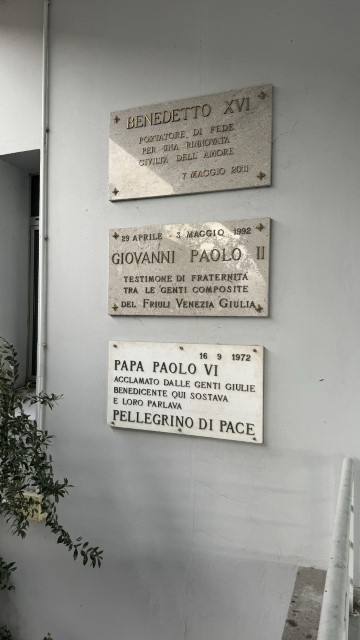 BENEDETTO XVI
PORTATORE DI FEDE
PER UNA RINNOVATA
CIVILTÀ DELL'AMORE
7 MAGGIO 2011
29 APRILE - 3 MAGGIO 1992
GIOVANNI PAOLO II
TESTIMONE DI FRATERNITÀ
TRA LE GENTI COMPOSITE
DEL FRIULI VENEZIA GIULIA
16 9 1972
PAPA PAOLO VI
ACCLAMATO DALLE GENTI GIULIE
BENEDICENTE QUI SOSTAVA
E LORO PARLAVA
PELLEGRINO DI PACE